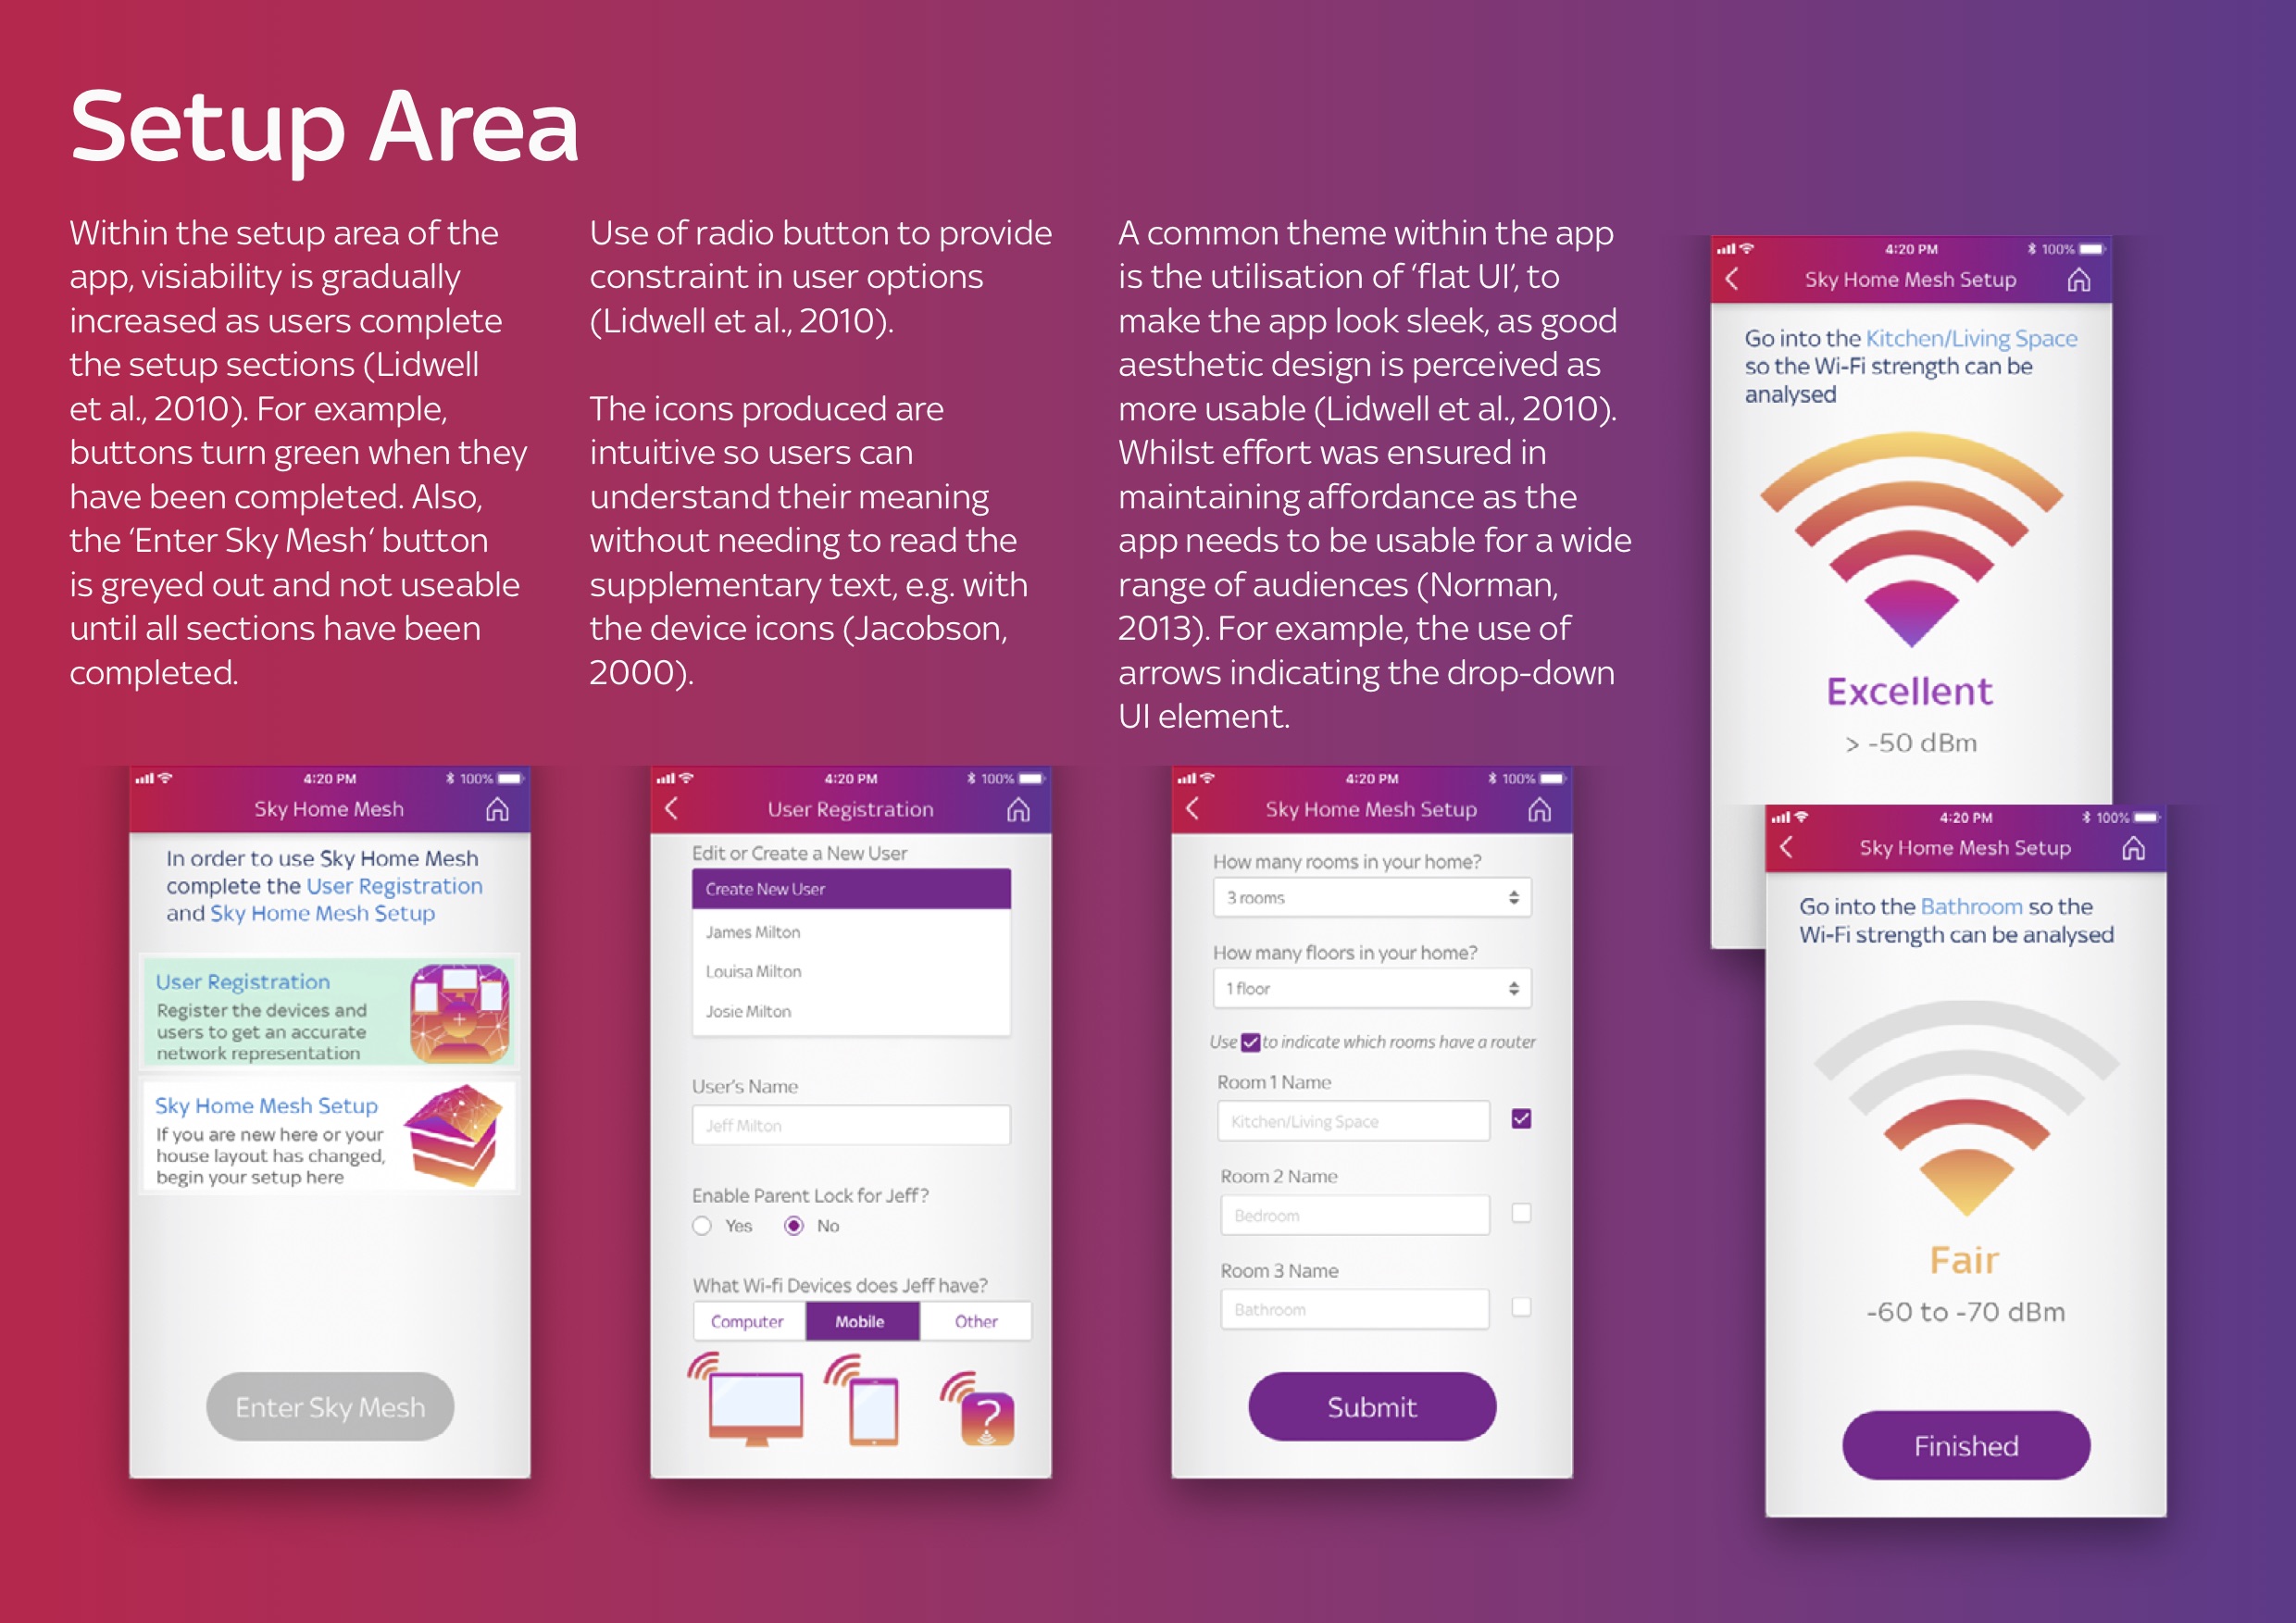 Setup Area
Within the setup area of the
app, visiability is gradually
increased as users complete
the setup sections (Lidwell
et al., 2010). For example,
buttons turn green when they
have been completed. Also,
the ‘Enter Sky Mesh‘ button
is greyed out and not useable
until all sections have been
completed.
Use of radio button to provide
constraint in user options
(Lidwell et al., 2010).
The icons produced are
intuitive so users can
understand their meaning
without needing to read the
supplementary text, e.g. with
the device icons (Jacobson,
2000).
A common theme within the app
is the utilisation of ‘flat UI’, to
make the app look sleek, as good
aesthetic design is perceived as
more usable (Lidwell et al., 2010).
Whilst effort was ensured in
maintaining affordance as the
app needs to be usable for a wide
range of audiences (Norman,
2013). For example, the use of
arrows indicating the drop-down
UI element.
4:20 PM 100%
Sky Home Mesh Setup
Go into the Kitchen/Living Space
so the Wi-Fi strength can be
analysed
Excellent
> -50 dBm
4:20 PM 100%
Sky Home Mesh
In order to use Sky Home Mesh
complete the User Registration
and Sky Home Mesh Setup
User Registration
Register the devices and
users to get an accurate
network representation
Sky Home Mesh Setup
If you are new here or your
house layout has changed,
begin your setup here
Enter Sky Mesh
4:20 PM 100%
User Registration
Edit or Create a New User
Create New User
James Milton
Louisa Milton
Josie Milton
User's Name
Jeff Milton
Enable Parent Lock for Jeff?
Yes No
What Wi-fi Devices does Jeff have?
Computer Mobile Other
?
4:20 PM 100%
Sky Home Mesh Setup
How many rooms in your home?
3 rooms
How many floors in your home?
1 floor
Use to indicate which rooms have a router
Room 1 Name
Kitchen/Living Space
Room 2 Name
Bedroom
Room 3 Name
Bathroom
Submit
4:20 PM 100%
Sky Home Mesh Setup
Go into the Bathroom so the
Wi-Fi strength can be analysed
Fair
-60 to -70 dBm
Finished